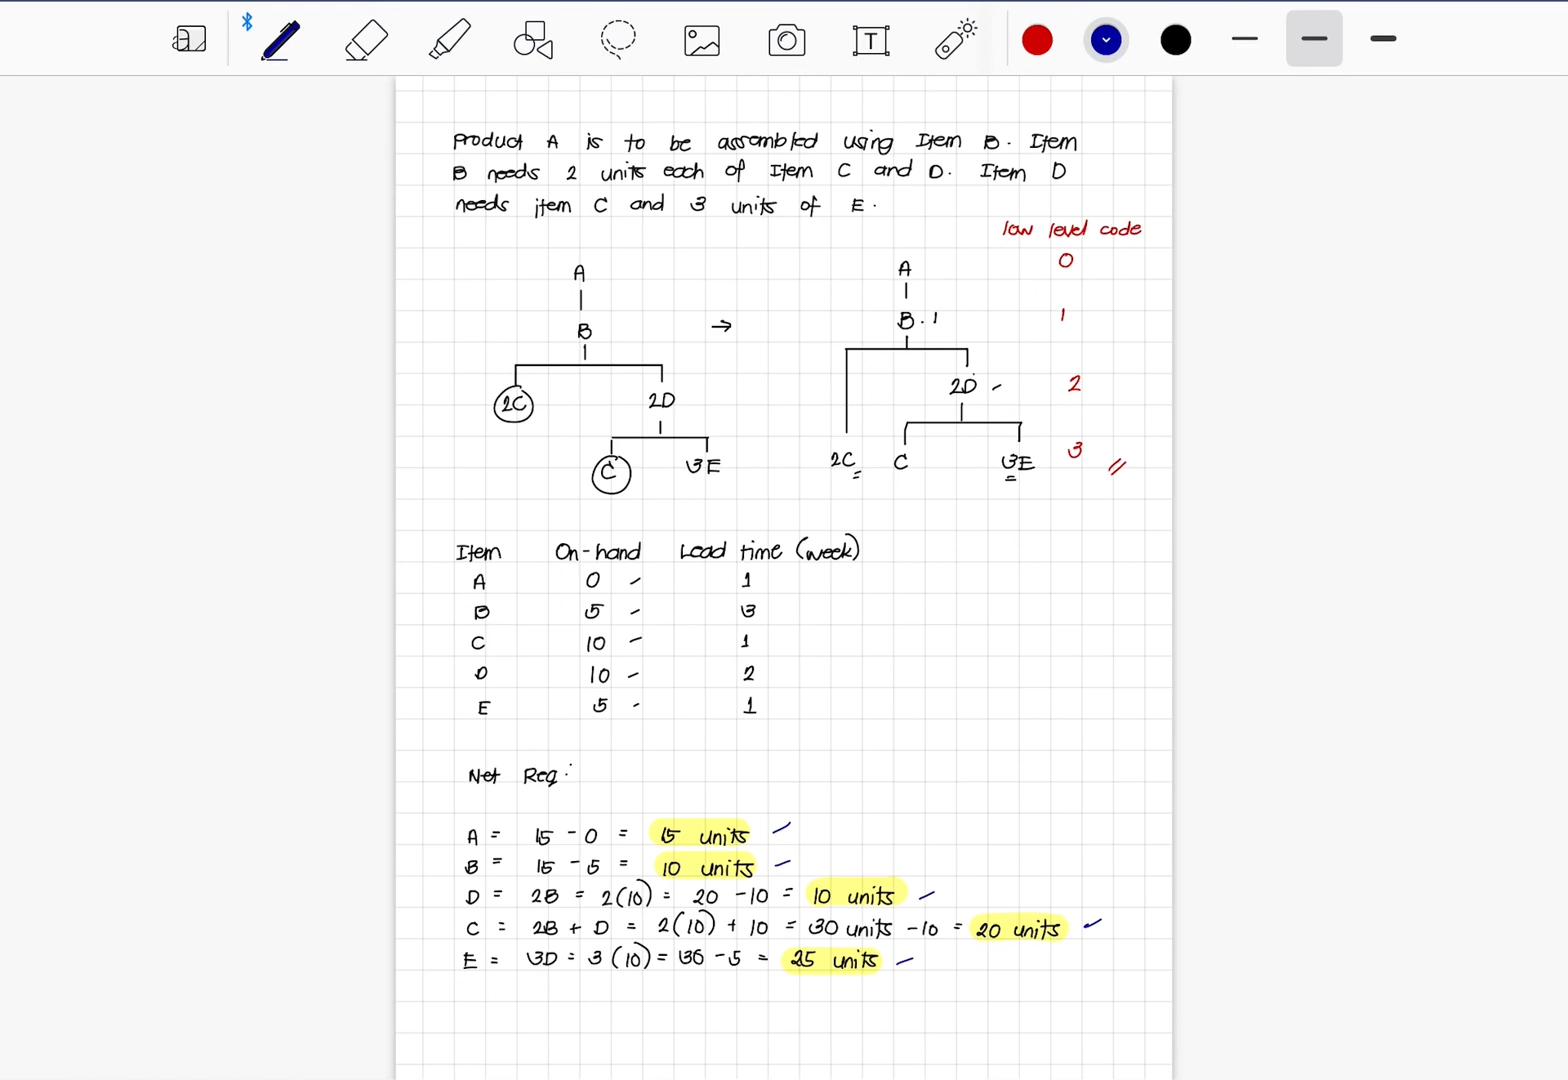 T
Product A is to be assembled using Item B. Item
B needs 2 units each of Item C and D. Item D
needs item C and 3 units of E.
low level code
A
B
2C
2D
C
3E
→
A
B.1
2D
2C
C
3E
0
1
2
3
Item On-hand Lead time (week)
A 0 1
B 5 3
C 10 1
D 10 2
E 5 1
Net Req:
A = 15 - 0 = 15 units
B = 15 - 5 = 10 units
D = 2B = 2(10) = 20 - 10 = 10 units
C = 2B + D = 2(10) + 10 = 30 units - 10 = 20 units
E = 3D = 3(10) = 30 - 5 = 25 units